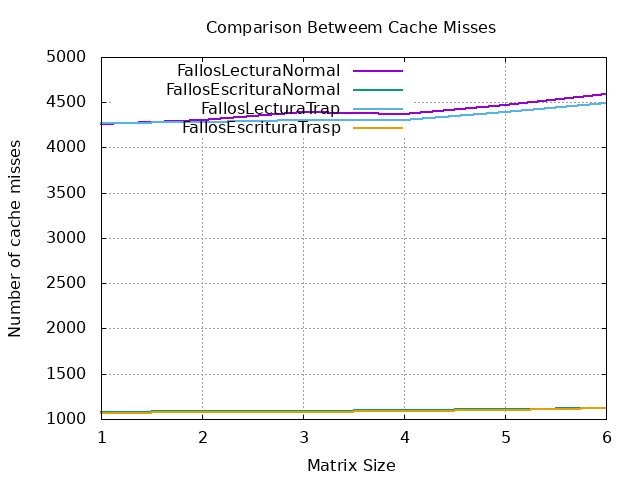 Comparison Betweem Cache Misses
5000
4500
4000
3500
3000
2500
2000
1500
1000
Number of cache misses
FallosLecturaNormal
FallosEscrituraNormal
FallosLecturaTrap
FallosEscrituraTrasp
1 2 3 4 5 6
Matrix Size